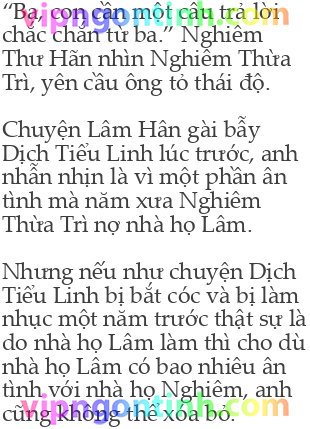 “Ba, con cần một câu trả lời
chắc chắn từ ba.” Nghiêm
Thư Hãn nhìn Nghiêm Thừa
Trì, yên cầu ông tỏ thái độ.
Chuyện Lâm Hân gài bẫy
Dịch Tiểu Linh lúc trước, anh
nhẫn nhịn là vì một phần ân
tình mà năm xưa Nghiêm
Thừa Trì nợ nhà họ Lâm.
Nhưng nếu như chuyện Dịch
Tiểu Linh bị bắt cóc và bị làm
nhục một năm trước thật sự là
do nhà họ Lâm làm thì cho dù
nhà họ Lâm có bao nhiêu ân
tình với nhà họ Nghiêm, anh
cũng không thể xóa bỏ.
vipngontinh.com
vipngontinh.com
vipngontinh.com